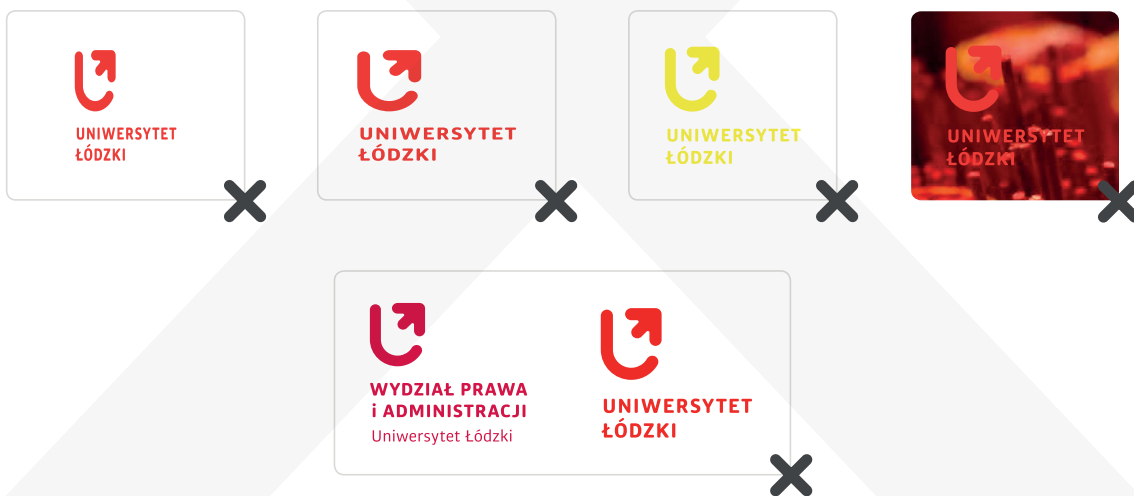 UNIWERSYTET
ŁÓDZKI
UNIWERSYTET
ŁÓDZKI
UNIWERSYTET
ŁÓDZKI
UNIWERSYTET
ŁÓDZKI
WYDZIAŁ PRAWA
i ADMINISTRACJI
Uniwersytet Łódzki
UNIWERSYTET
ŁÓDZKI